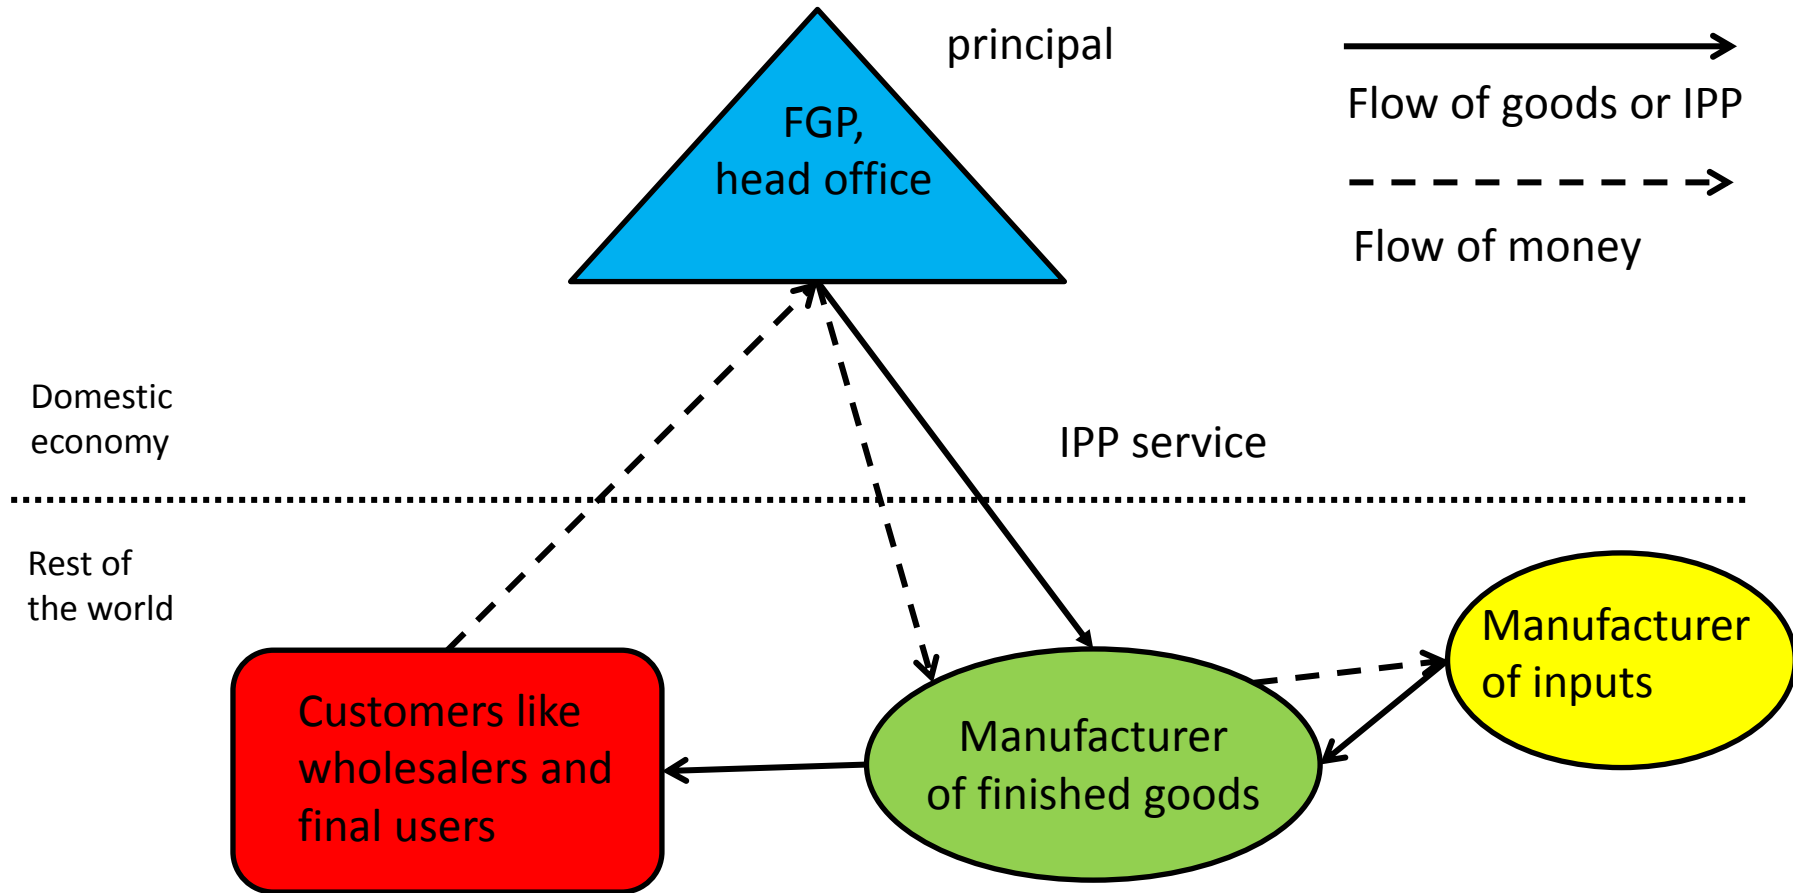 principal
FGP,
head office
Flow of goods or IPP
Flow of money
Domestic
economy
IPP service
Rest of
the world
Manufacturer
of inputs
Customers like
wholesalers and
final users
Manufacturer
of finished goods